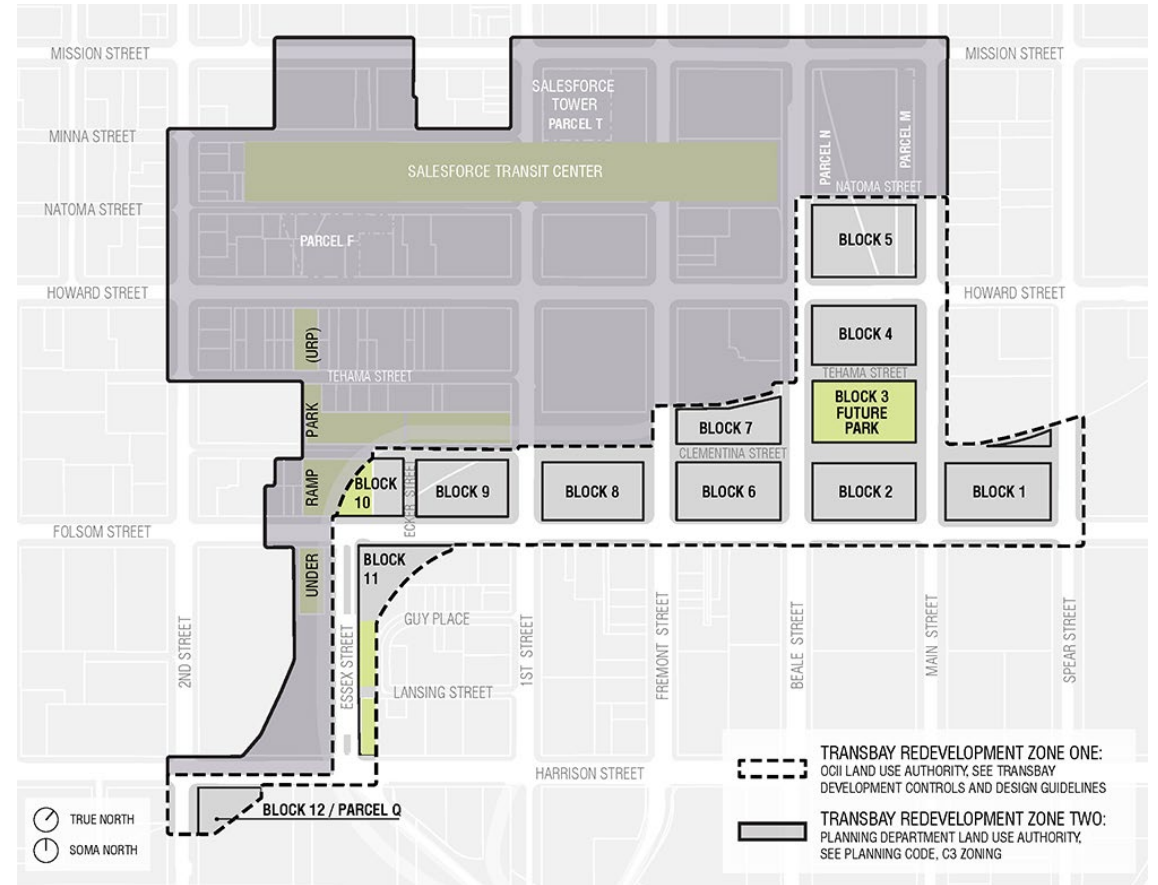 MISSION STREET
MISSION STREET
SALESFORCE
TOWER
PARCEL T
MINNA STREET
PARCEL N
PARCEL M
SALESFORCE TRANSIT CENTER
NATOMA STREET
NATOMA STREET
PARCEL F
BLOCK 5
HOWARD STREET
HOWARD STREET
BLOCK 4
(URP)
TEHAMA STREET
TEHAMA STREET
BLOCK 3
FUTURE
PARK
PARK
BLOCK 7
CLEMENTINA STREET
RAMP
BLOCK
10
ECKER STREET
BLOCK 9
BLOCK 8
BLOCK 6
BLOCK 2
BLOCK 1
FOLSOM STREET
UNDER
BLOCK
11
GUY PLACE
2ND STREET
ESSEX STREET
1ST STREET
FREMONT STREET
BEALE STREET
MAIN STREET
SPEAR STREET
LANSING STREET
HARRISON STREET
BLOCK 12 / PARCEL Q
TRUE NORTH
SOMA NORTH
TRANSBAY REDEVELOPMENT ZONE ONE:
OCII LAND USE AUTHORITY, SEE TRANSBAY
DEVELOPMENT CONTROLS AND DESIGN GUIDELINES
TRANSBAY REDEVELOPMENT ZONE TWO:
PLANNING DEPARTMENT LAND USE AUTHORITY,
SEE PLANNING CODE, C3 ZONING